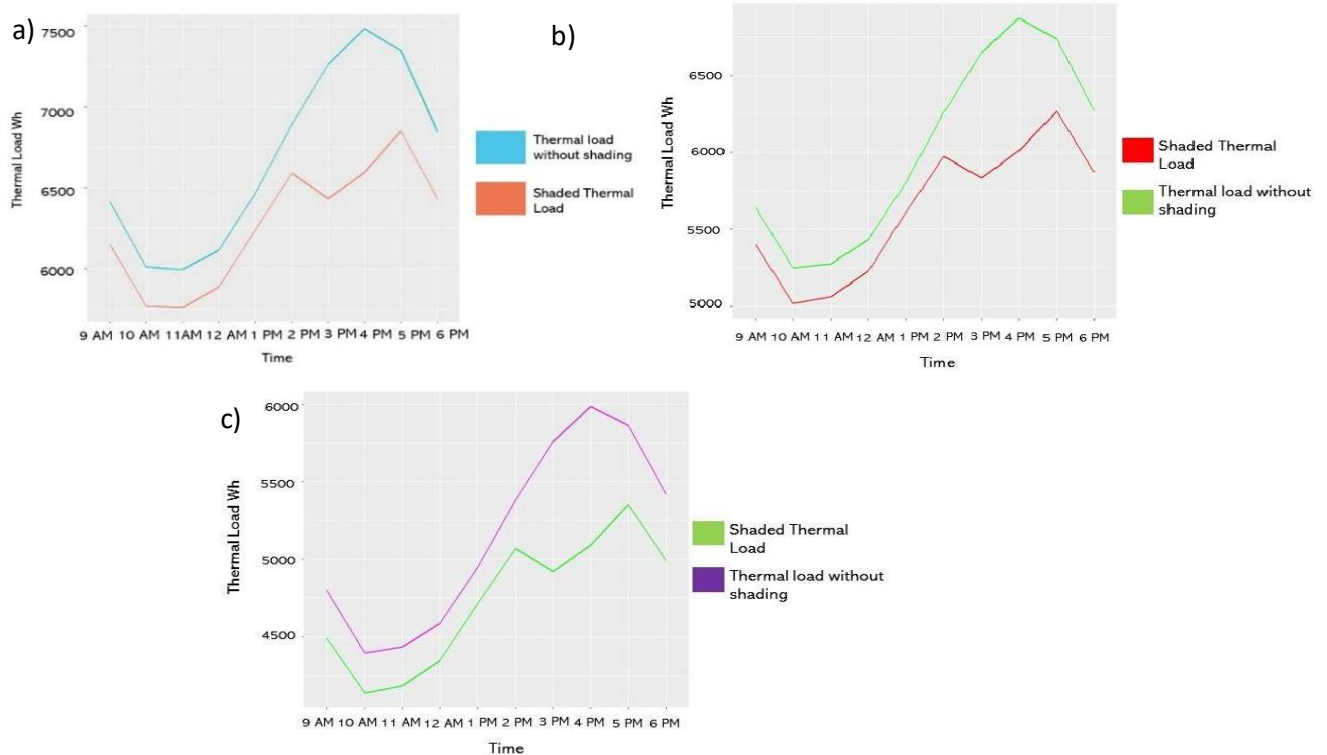 a)
7500
7000
6500
6000
Thermal Load Wh
9 AM 10 AM 11AM 12 AM 1 PM 2 PM 3 PM 4 PM 5 PM 6 PM
Time
Thermal load
without shading
Shaded Thermal
Load
b)
6500
6000
5500
5000
Thermal Load Wh
9 AM 10 AM 11 AM 12 AM 1 PM 2 PM 3 PM 4 PM 5 PM 6 PM
Time
Shaded Thermal
Load
Thermal load without
shading
c)
6000
5500
5000
4500
Thermal Load Wh
9 AM 10 AM 11 AM 12 AM 1 PM 2 PM 3 PM 4 PM 5 PM 6 PM
Time
Shaded Thermal
Load
Thermal load without
shading